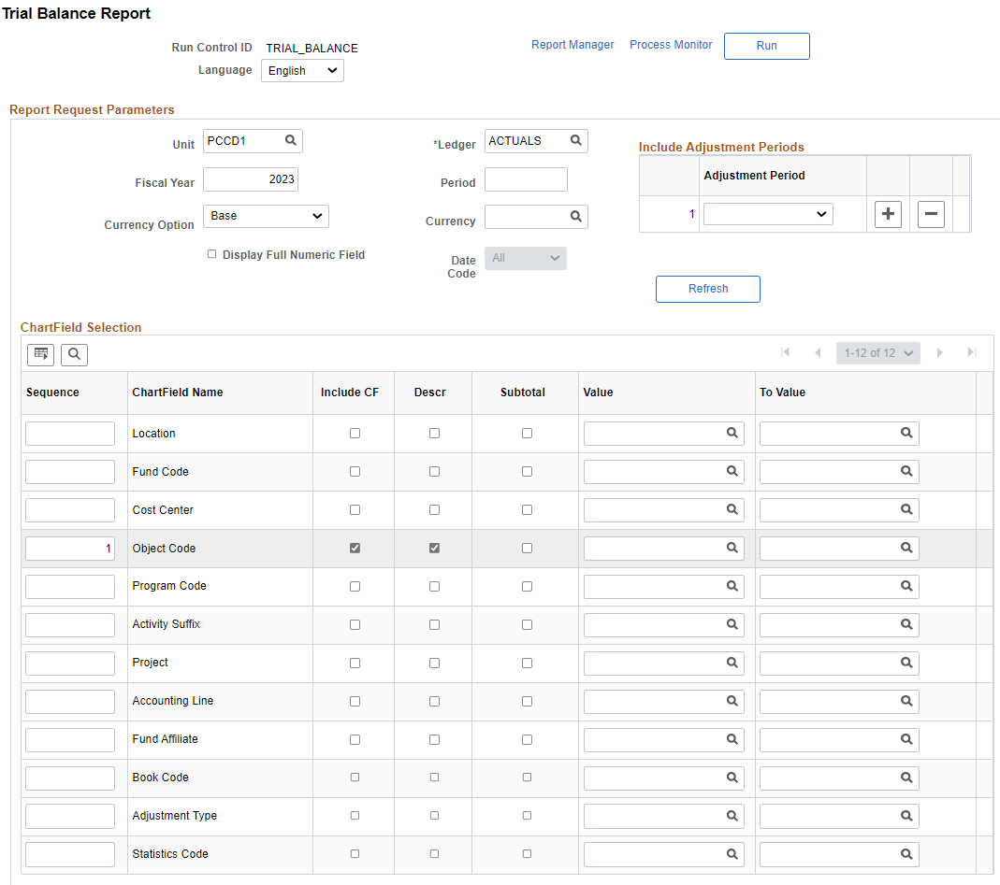 Trial Balance Report
Run Control ID TRIAL_BALANCE Report Manager Process Monitor Run
Language English
Report Request Parameters
Unit PCCD1 *Ledger ACTUALS
Include Adjustment Periods
Adjustment Period
Fiscal Year 2023 Period
1
Currency Option Base Currency
Display Full Numeric Field
Date
Code
All
Refresh
ChartField Selection
1-12 of 12
Sequence ChartField Name Include CF Descr Subtotal Value To Value
Location
Fund Code
Cost Center
1 Object Code
Program Code
Activity Suffix
Project
Accounting Line
Fund Affiliate
Book Code
Adjustment Type
Statistics Code